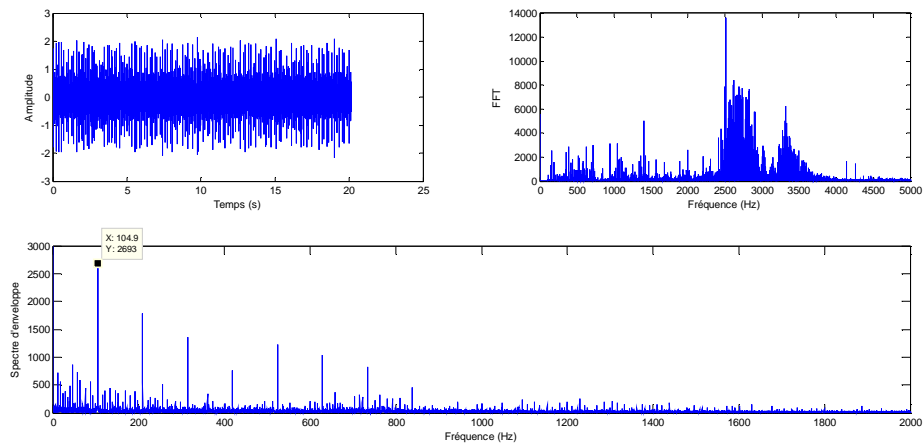 3
2
1
0
-1
-2
-3
0 5 10 15 20 25
Amplitude
Temps (s)
14000
12000
10000
8000
6000
4000
2000
0
0 500 1000 1500 2000 2500 3000 3500 4000 4500 5000
FFT
Fréquence (Hz)
X: 104.9
Y: 2693
3000
2500
2000
1500
1000
500
0
0 200 400 600 800 1000 1200 1400 1600 1800 2000
Spectre d'enveloppe
Fréquence (Hz)